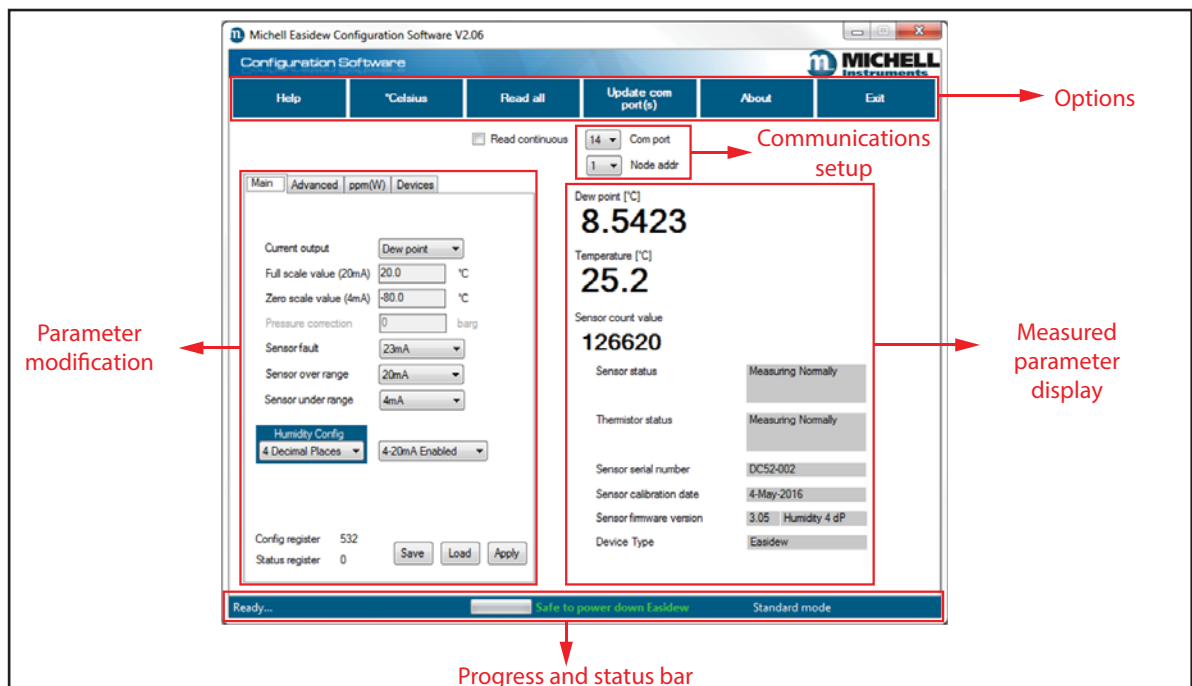 Michell Easidew Configuration Software V2.06
Configuration Software
MICHELL
Instruments
Help
°Celsius
Read all
Update com
port(s)
About
Exit
Options
Read continuous
14 Com port
1 Node addr
Communications
setup
Main Advanced ppm(W) Devices
Current output Dew point
Full scale value (20mA) 20.0 °C
Zero scale value (4mA) -80.0 °C
Pressure correction 0 barg
Sensor fault 23mA
Sensor over range 20mA
Sensor under range 4mA
Humidity Config
4 Decimal Places 4-20mA Enabled
Config register 532
Status register 0
Save Load Apply
Parameter
modification
Dew point [°C]
8.5423
Temperature [°C]
25.2
Sensor count value
126620
Sensor status Measuring Normally
Thermistor status Measuring Normally
Sensor serial number DC52-002
Sensor calibration date 4-May-2016
Sensor firmware version 3.05 Humidity 4 dP
Device Type Easidew
Measured
parameter
display
Ready... Safe to power down Easidew Standard mode
Progress and status bar